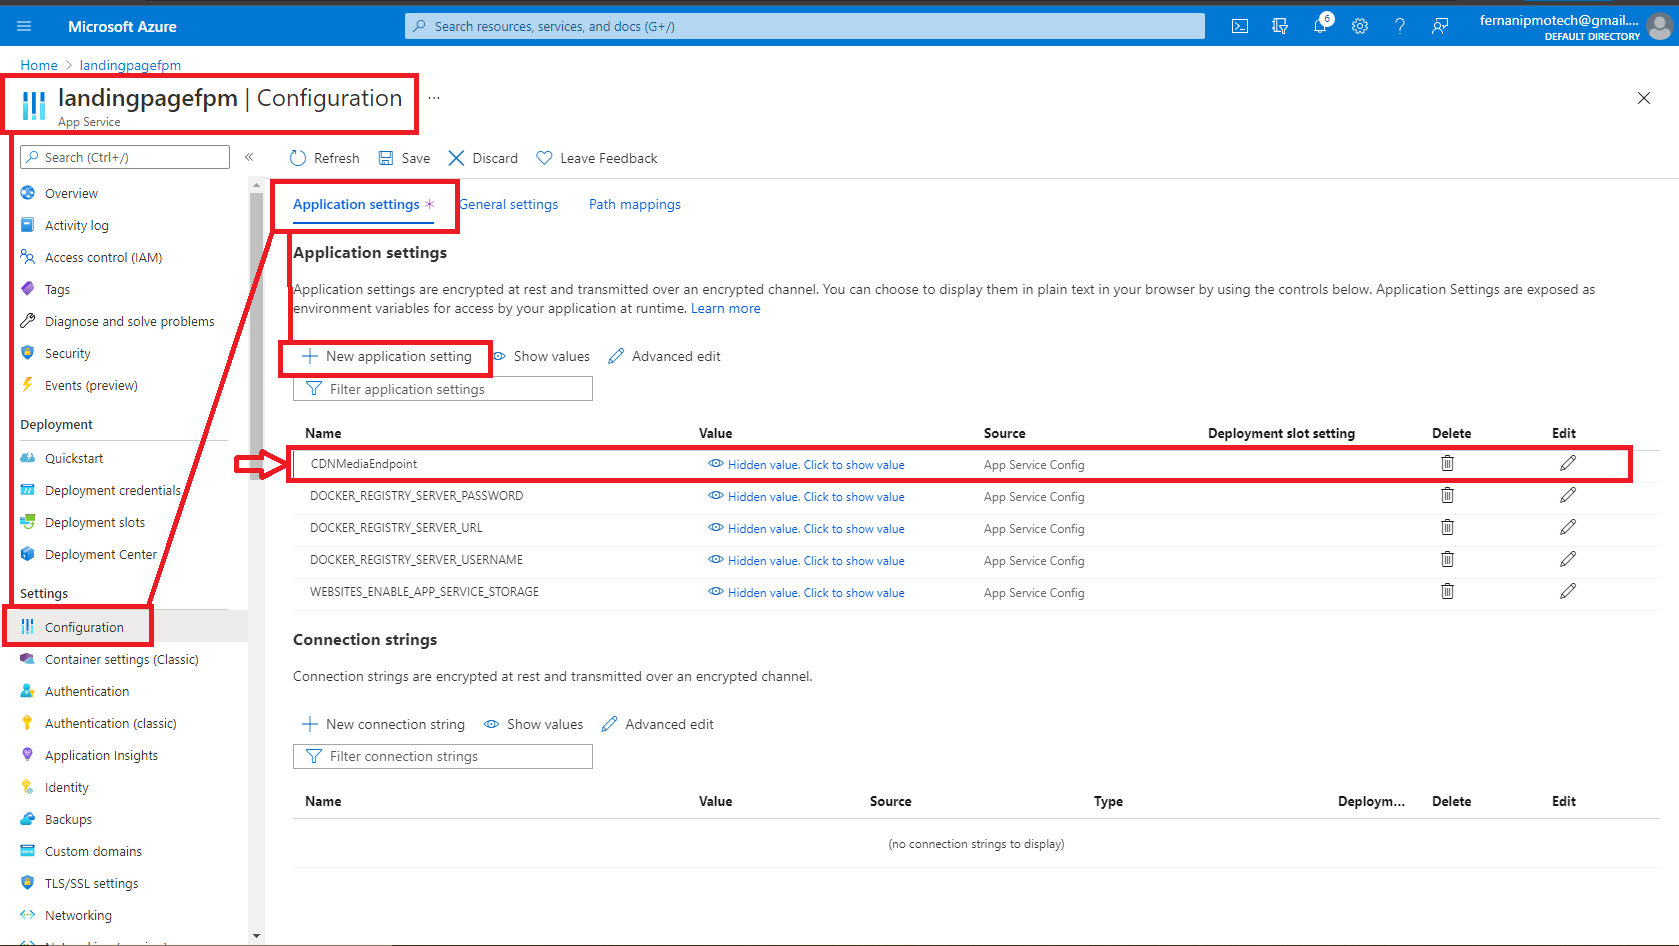 Microsoft Azure
Search resources, services, and docs (G+/)
6
fernanipmotech@gmail....
DEFAULT DIRECTORY
Home > landingpagefpm
landingpagefpm | Configuration ...
App Service
Search (Ctrl+/)
«
Overview
Activity log
Access control (IAM)
Tags
Diagnose and solve problems
Security
Events (preview)
Deployment
Quickstart
Deployment credentials
Deployment slots
Deployment Center
Settings
Configuration
Container settings (Classic)
Authentication
Authentication (classic)
Application Insights
Identity
Backups
Custom domains
TLS/SSL settings
Networking
Refresh Save Discard Leave Feedback
Application settings * General settings Path mappings
Application settings
Application settings are encrypted at rest and transmitted over an encrypted channel. You can choose to display them in plain text in your browser by using the controls below. Application Settings are exposed as
environment variables for access by your application at runtime. Learn more
New application setting Show values Advanced edit
Filter application settings
Name Value Source Deployment slot setting Delete Edit
CDNMediaEndpoint Hidden value. Click to show value App Service Config
DOCKER_REGISTRY_SERVER_PASSWORD Hidden value. Click to show value App Service Config
DOCKER_REGISTRY_SERVER_URL Hidden value. Click to show value App Service Config
DOCKER_REGISTRY_SERVER_USERNAME Hidden value. Click to show value App Service Config
WEBSITES_ENABLE_APP_SERVICE_STORAGE Hidden value. Click to show value App Service Config
Connection strings
Connection strings are encrypted at rest and transmitted over an encrypted channel.
New connection string Show values Advanced edit
Filter connection strings
Name Value Source Type Deploym... Delete Edit
(no connection strings to display)